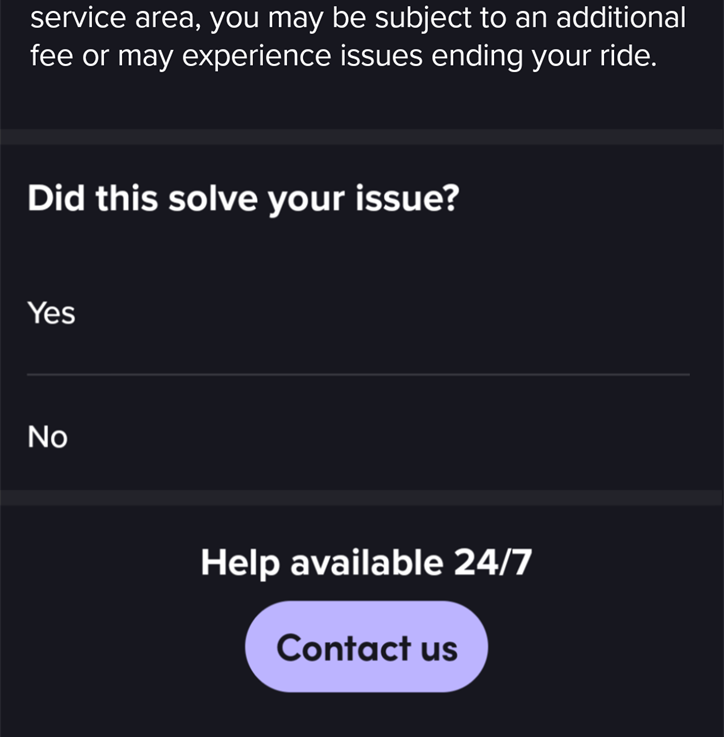 service area, you may be subject to an additional
fee or may experience issues ending your ride.
Did this solve your issue?
Yes
No
Help available 24/7
Contact us